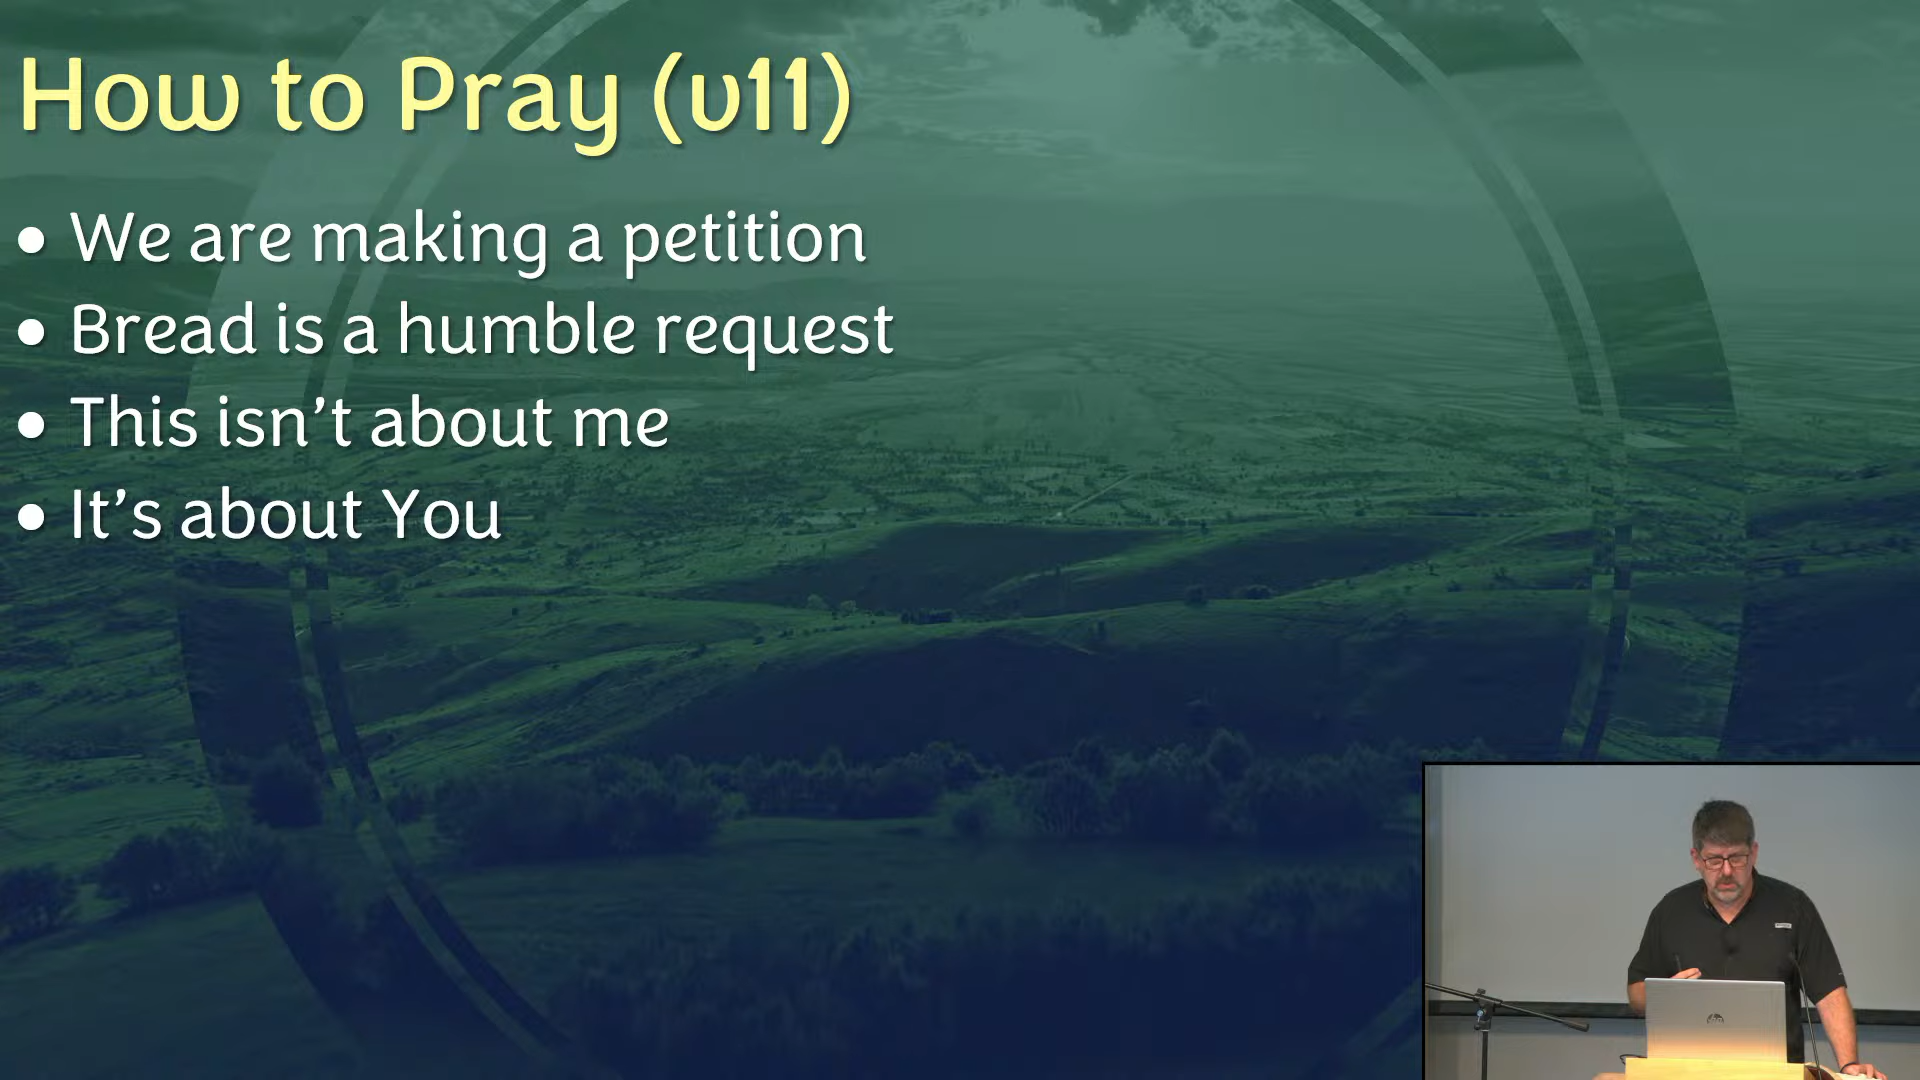 How to Pray (v11)
• We are making a petition
• Bread is a humble request
• This isn’t about me
• It’s about You